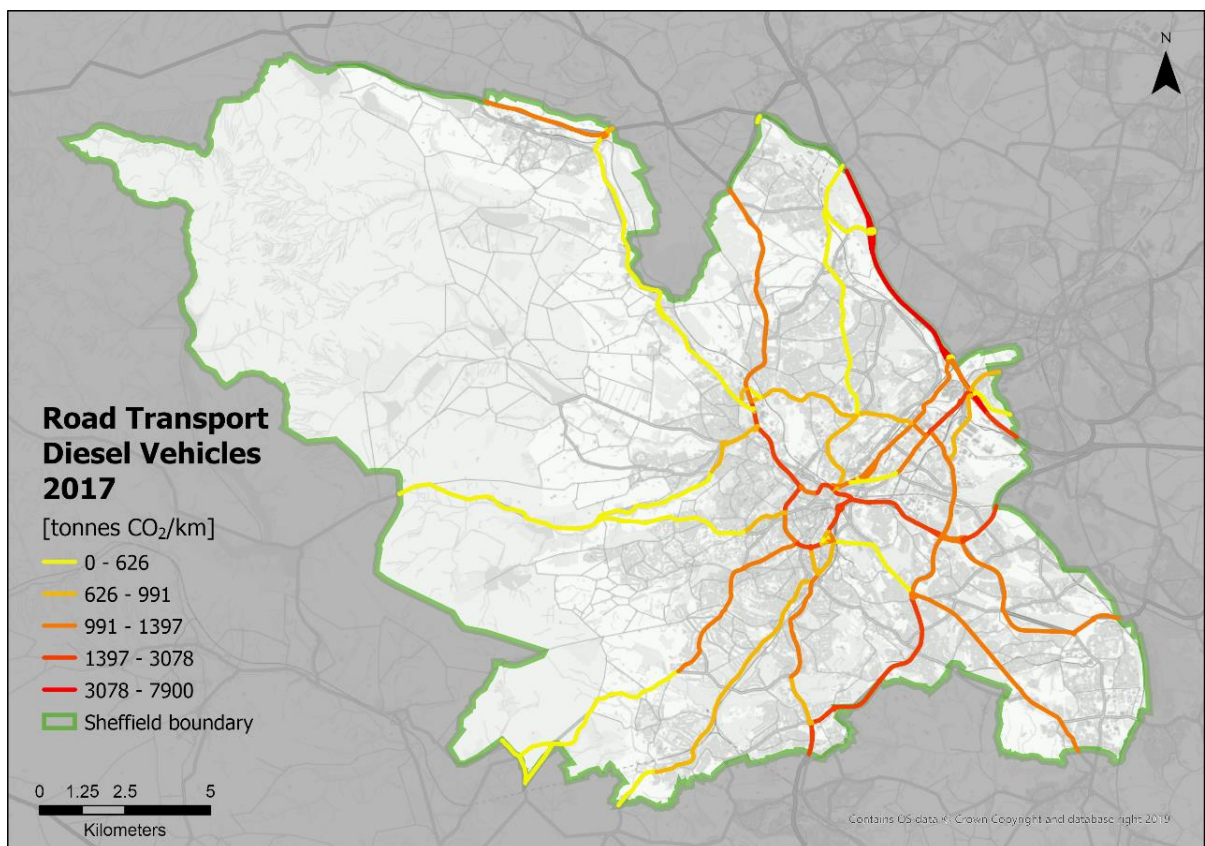 N
Road Transport
Diesel Vehicles
2017
[tonnes CO₂/km]
0 - 626
626 - 991
991 - 1397
1397 - 3078
3078 - 7900
Sheffield boundary
0 1.25 2.5 5
Kilometers
Contains OS data © Crown Copyright and database right 2019